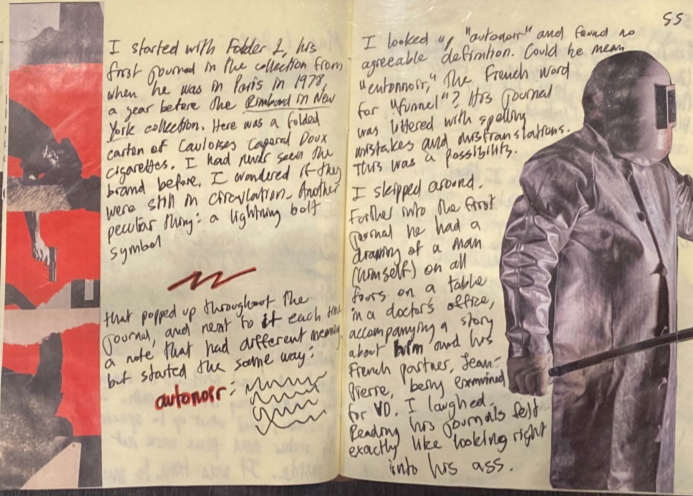 I started with Folder 1, his
first journal in the collection from
when he was in Paris in 1978,
a year before the Rimbaud in New
York collection. Here was a folded
carton of Gauloises Caporal Doux
cigarettes. I had never seen the
brand before. I wondered if they
were still in circulation. Another
peculiar thing: a lightning bolt
symbol
that popped up throughout the
journal, and next to it each time
a note that had different meaning
but started the same way:
autonoir:
55
I looked up "autonoir" and found no
agreeable definition. Could he mean
"entonnoir," the French word
for "funnel"? His journal
was littered with spelling
mistakes and mistranslations.
This was a possibility.
I skipped around.
Further into the first
journal he had a
drawing of a man
(himself) on all
fours on a table
in a doctor's office,
accompanying a story
about him and his
French partner, Jean-
Pierre, being examined
for VD. I laughed.
Reading his journals felt
exactly like looking right
into his ass.